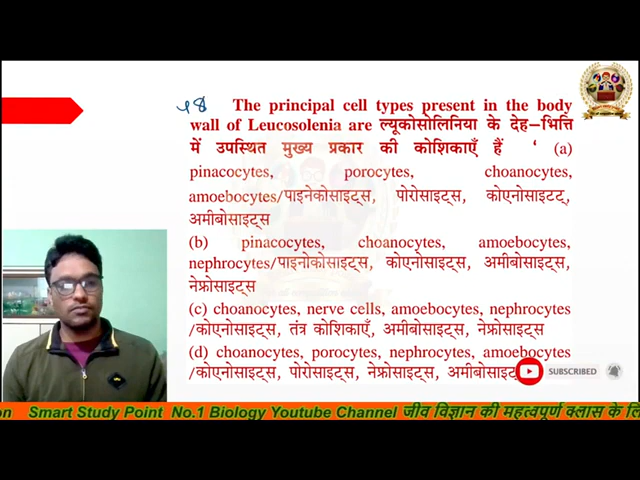 48 The principal cell types present in the body
wall of Leucosolenia are ल्यूकोसोलिनिया के देह–भित्ति
में उपस्थित मुख्य प्रकार की कोशिकाएँ हैं ‘ (a)
pinacocytes, porocytes, choanocytes,
amoebocytes/पाइनेकोसाइट्स, पोरोसाइट्स, कोएनोसाइटट्,
अमीबोसाइट्स
(b) pinacocytes, choanocytes, amoebocytes,
nephrocytes/पाइनोकोसाइट्स, कोएनोसाइट्स, अमीबोसाइट्स,
नेफ्रोसाइट्स
(c) choanocytes, nerve cells, amoebocytes, nephrocytes
/कोएनोसाइट्स, तंत्र कोशिकाएँ, अमीबोसाइट्स, नेफ्रोसाइट्स
(d) choanocytes, porocytes, nephrocytes, amoebocytes
/कोएनोसाइट्स, पोरोसाइट्स, नेफ्रोसाइट्स, अमीबोसाइट
SUBSCRIBED
on Smart Study Point No.1 Biology Youtube Channel जीव विज्ञान की महत्वपूर्ण क्लास के लि